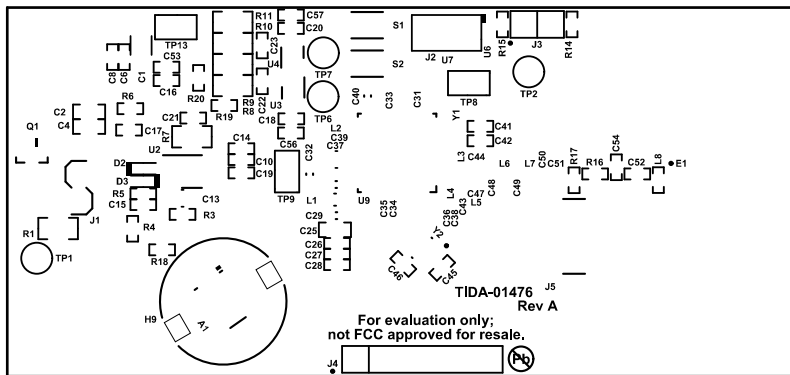 R11
R10
C57
C20
S1
S2
J2
U7
U6
R15
J3
R14
TP13
C53
C8
C6
C1
C16
R20
C23
U4
C22
U3
R9
R8
R19
TP7
TP6
C40
C33
C31
TP8
TP2
Y1
R6
C2
C4
C17
C21
R7
C18
C56
L2
C39
C37
C32
C41
C42
L3
C44
L6
L7
C50
C51
R17
R16
C54
C52
L8
E1
Q1
U2
D2
D3
C14
C10
C19
TP9
L1
U9
R5
C15
C13
R3
R4
J1
R1
TP1
R18
C29
C25
C26
C27
C28
C35
C34
L4
C47
L5
C43
C36
C38
C48
C49
Y2
C46
C45
H9
A1
TIDA-01476
Rev A
J5
For evaluation only;
not FCC approved for resale.
J4
Pb